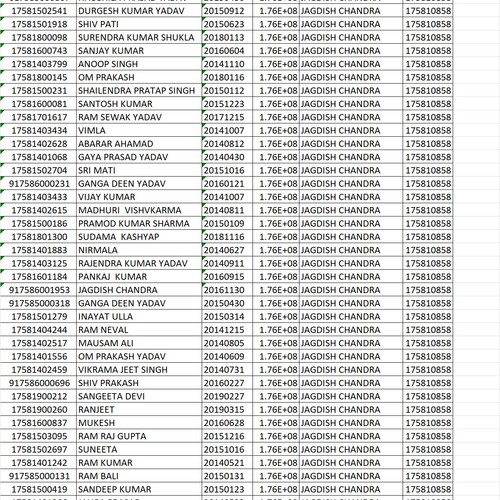 17581502541 DURGESH KUMAR YADAV 20150912 1.76E+08 JAGDISH CHANDRA 175810858
17581501918 SHIV PATI 20150623 1.76E+08 JAGDISH CHANDRA 175810858
17581800098 SURENDRA KUMAR SHUKLA 20180113 1.76E+08 JAGDISH CHANDRA 175810858
17581600743 SANJAY KUMAR 20160604 1.76E+08 JAGDISH CHANDRA 175810858
17581403799 ANOOP SINGH 20141110 1.76E+08 JAGDISH CHANDRA 175810858
17581800145 OM PRAKASH 20180116 1.76E+08 JAGDISH CHANDRA 175810858
17581500231 SHAILENDRA PRATAP SINGH 20150112 1.76E+08 JAGDISH CHANDRA 175810858
17581600081 SANTOSH KUMAR 20151223 1.76E+08 JAGDISH CHANDRA 175810858
17581701617 RAM SEWAK YADAV 20171215 1.76E+08 JAGDISH CHANDRA 175810858
17581403434 VIMLA 20141007 1.76E+08 JAGDISH CHANDRA 175810858
17581402628 ABARAR AHAMAD 20140812 1.76E+08 JAGDISH CHANDRA 175810858
17581401068 GAYA PRASAD YADAV 20140430 1.76E+08 JAGDISH CHANDRA 175810858
17581502704 SRI MATI 20151016 1.76E+08 JAGDISH CHANDRA 175810858
917586000231 GANGA DEEN YADAV 20160121 1.76E+08 JAGDISH CHANDRA 175810858
17581403433 VIJAY KUMAR 20141007 1.76E+08 JAGDISH CHANDRA 175810858
17581402615 MADHURI VISHVKARMA 20140811 1.76E+08 JAGDISH CHANDRA 175810858
17581500186 PRAMOD KUMAR SHARMA 20150109 1.76E+08 JAGDISH CHANDRA 175810858
17581801300 SUDAMA KASHYAP 20181116 1.76E+08 JAGDISH CHANDRA 175810858
17581401883 NIRMALA 20140627 1.76E+08 JAGDISH CHANDRA 175810858
17581403125 RAJENDRA KUMAR YADAV 20140911 1.76E+08 JAGDISH CHANDRA 175810858
17581601184 PANKAJ KUMAR 20160915 1.76E+08 JAGDISH CHANDRA 175810858
917586001953 JAGDISH CHANDRA 20161130 1.76E+08 JAGDISH CHANDRA 175810858
917585000318 GANGA DEEN YADAV 20150430 1.76E+08 JAGDISH CHANDRA 175810858
17581501279 INAYAT ULLA 20150314 1.76E+08 JAGDISH CHANDRA 175810858
17581404244 RAM NEVAL 20141215 1.76E+08 JAGDISH CHANDRA 175810858
17581402517 MAUSAM ALI 20140805 1.76E+08 JAGDISH CHANDRA 175810858
17581401556 OM PRAKASH YADAV 20140609 1.76E+08 JAGDISH CHANDRA 175810858
17581402459 VIKRAMA JEET SINGH 20140731 1.76E+08 JAGDISH CHANDRA 175810858
917586000696 SHIV PRAKASH 20160227 1.76E+08 JAGDISH CHANDRA 175810858
17581900212 SANGEETA DEVI 20190227 1.76E+08 JAGDISH CHANDRA 175810858
17581900260 RANJEET 20190315 1.76E+08 JAGDISH CHANDRA 175810858
17581600837 MUKESH 20160628 1.76E+08 JAGDISH CHANDRA 175810858
17581503095 RAM RAJ GUPTA 20151216 1.76E+08 JAGDISH CHANDRA 175810858
17581502697 SUNEETA 20151016 1.76E+08 JAGDISH CHANDRA 175810858
17581401242 RAM KUMAR 20140521 1.76E+08 JAGDISH CHANDRA 175810858
917585000131 RAM BALI 20150131 1.76E+08 JAGDISH CHANDRA 175810858
17581500419 SANDEEP KUMAR 20150123 1.76E+08 JAGDISH CHANDRA 175810858